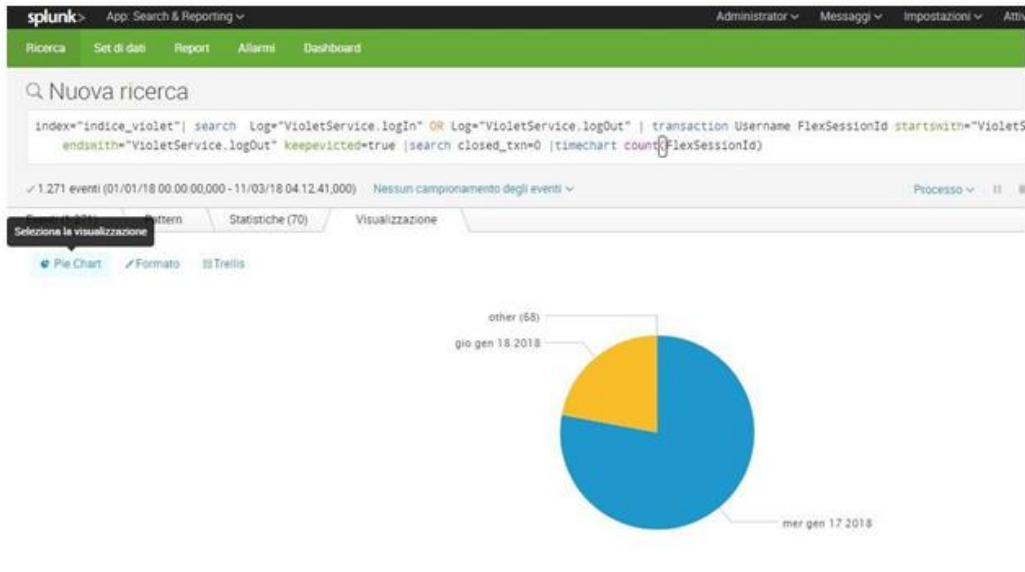 splunk> App: Search & Reporting Administrator Messaggi Impostazioni
Ricerca Set di dati Report Allarmi Dashboard
Nuova ricerca
index="indice_violet"| search Log="VioletService.logIn" OR Log="VioletService.logOut" | transaction Username FlexSessionId startswith="VioletS
endswith="VioletService.logOut" keepevicted=true |search closed_txn=0 |timechart count(FlexSessionId)
1.271 eventi (01/01/18 00.00.00,000 - 11/03/18 04.12.41,000) Nessun campionamento degli eventi Processo
Statistiche (70) Visualizzazione
Seleziona la visualizzazione
Pie Chart Formato Trellis
other (68)
gio gen 18 2018
mer gen 17 2018